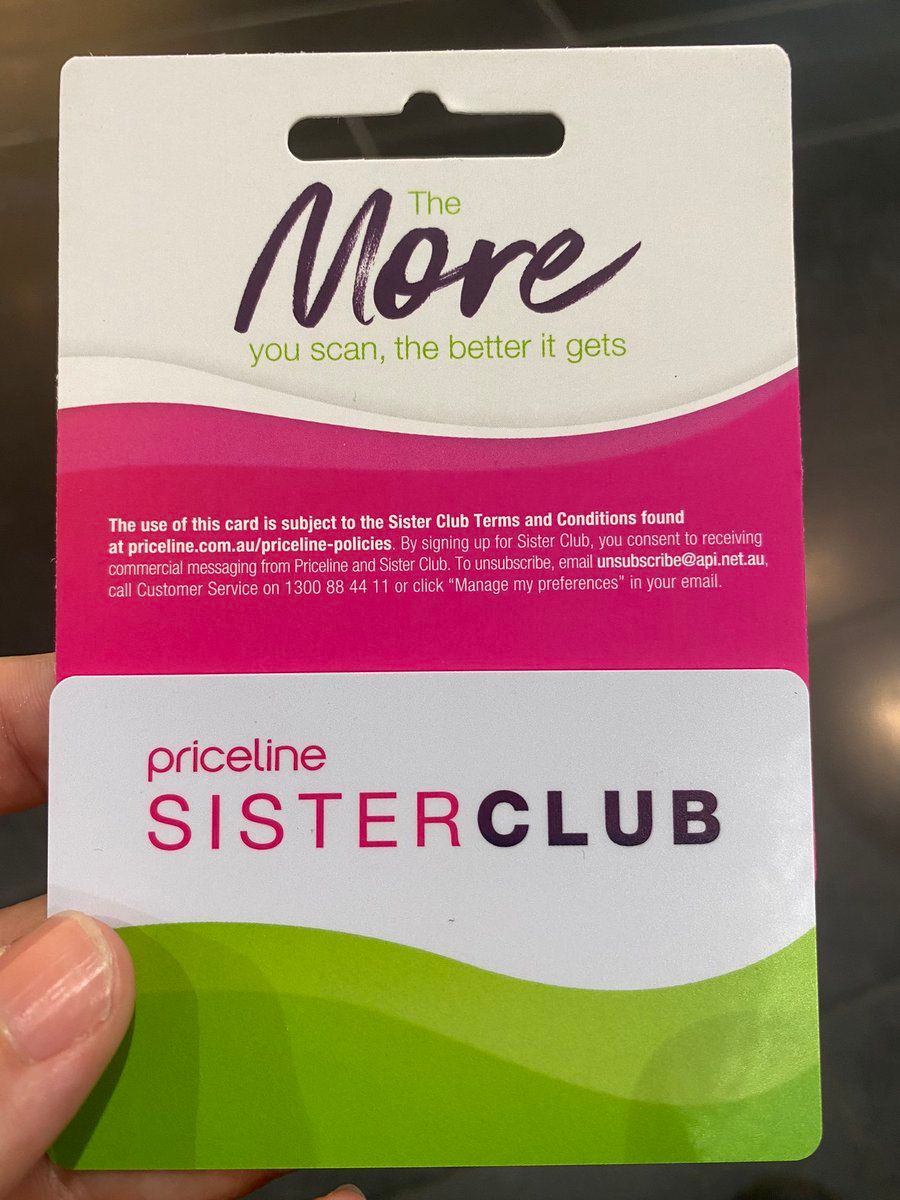 The
More
you scan, the better it gets
The use of this card is subject to the Sister Club Terms and Conditions found
at priceline.com.au/priceline-policies. By signing up for Sister Club, you consent to receiving
commercial messaging from Priceline and Sister Club. To unsubscribe, email unsubscribe@api.net.au,
call Customer Service on 1300 88 44 11 or click “Manage my preferences” in your email.
priceline
SISTERCLUB